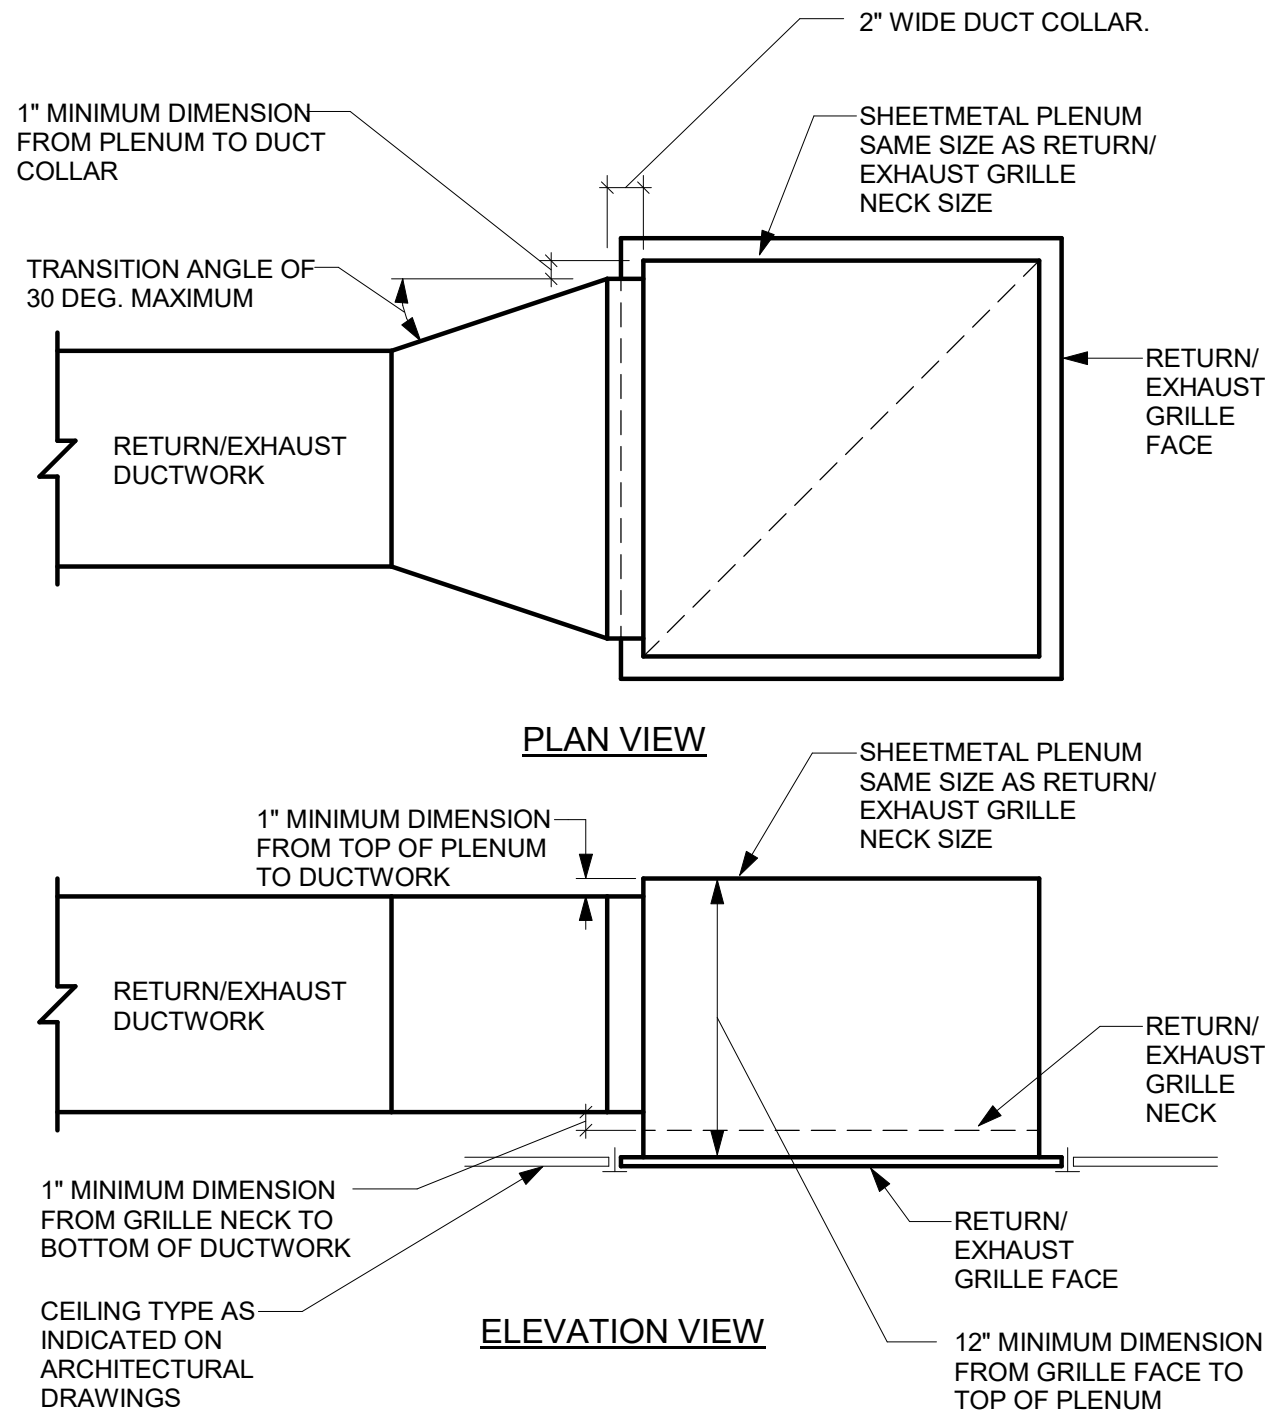 2" WIDE DUCT COLLAR.
1" MINIMUM DIMENSION
FROM PLENUM TO DUCT
COLLAR
SHEETMETAL PLENUM
SAME SIZE AS RETURN/
EXHAUST GRILLE
NECK SIZE
TRANSITION ANGLE OF
30 DEG. MAXIMUM
RETURN/
EXHAUST
GRILLE
FACE
RETURN/EXHAUST
DUCTWORK
PLAN VIEW
SHEETMETAL PLENUM
SAME SIZE AS RETURN/
EXHAUST GRILLE
NECK SIZE
1" MINIMUM DIMENSION
FROM TOP OF PLENUM
TO DUCTWORK
RETURN/EXHAUST
DUCTWORK
RETURN/
EXHAUST
GRILLE
NECK
1" MINIMUM DIMENSION
FROM GRILLE NECK TO
BOTTOM OF DUCTWORK
RETURN/
EXHAUST
GRILLE FACE
CEILING TYPE AS
INDICATED ON
ARCHITECTURAL
DRAWINGS
ELEVATION VIEW
12" MINIMUM DIMENSION
FROM GRILLE FACE TO
TOP OF PLENUM